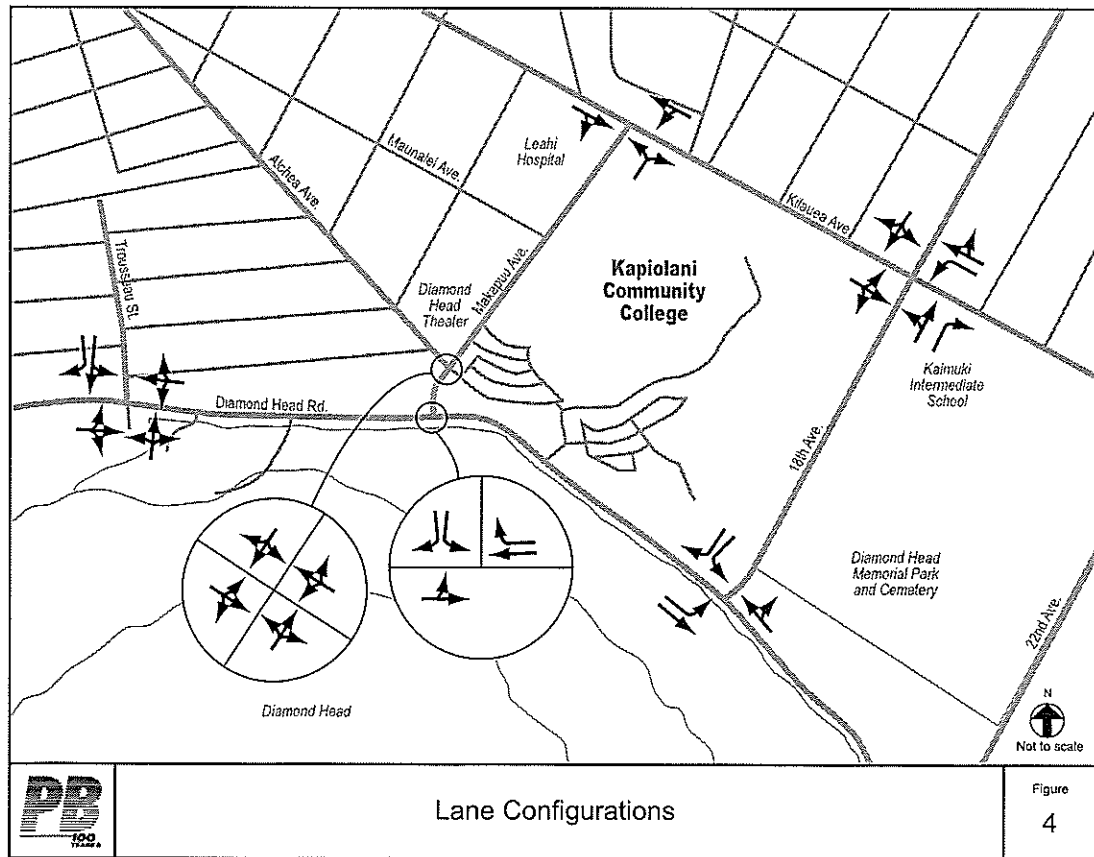 Leahi
Hospital
Maunalei Ave.
Alohea Ave.
Kilauea Ave.
Trousseau St.
Diamond
Head
Theater
Makapuu Ave.
Kapiolani
Community
College
Kaimuki
Intermediate
School
Diamond Head Rd.
18th Ave.
Diamond Head
Memorial Park
and Cemetery
22nd Ave.
Diamond Head
N
Not to scale
PB
100
YEARS
Lane Configurations
Figure
4